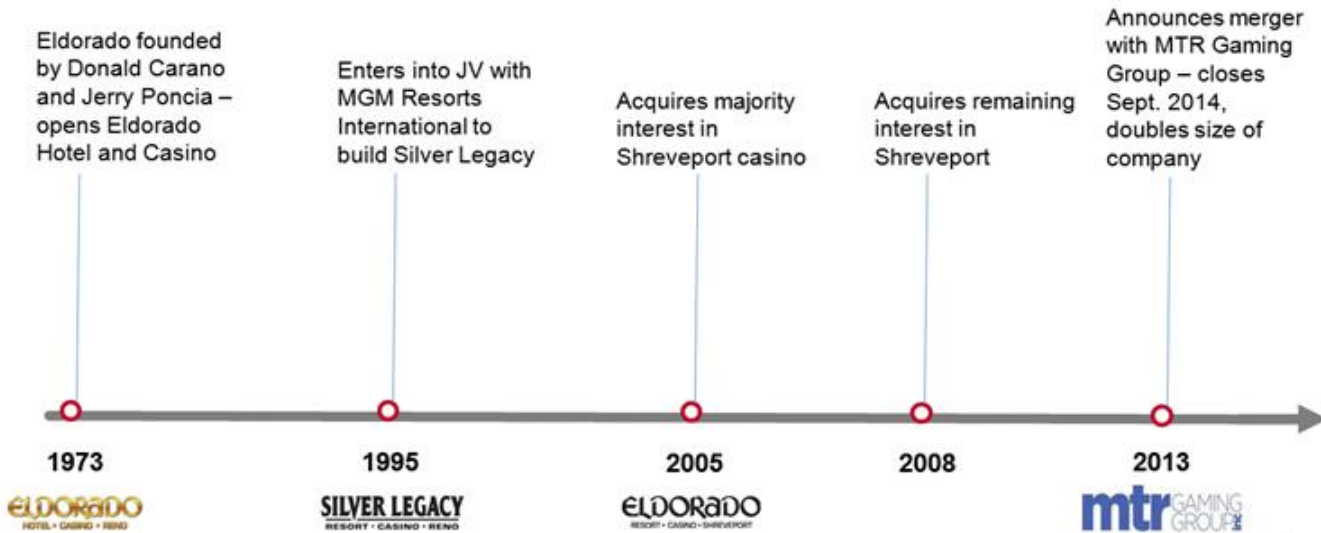 Eldorado founded
by Donald Carano
and Jerry Poncia –
opens Eldorado
Hotel and Casino
Enters into JV with
MGM Resorts
International to
build Silver Legacy
Acquires majority
interest in
Shreveport casino
Acquires remaining
interest in
Shreveport
Announces merger
with MTR Gaming
Group – closes
Sept. 2014,
doubles size of
company
1973
1995
2005
2008
2013
ELDORADO
HOTEL • CASINO • RENO
SILVER LEGACY
RESORT • CASINO • RENO
ELDORADO
RESORT • CASINO • SHREVEPORT
mtr GAMING
GROUP inc